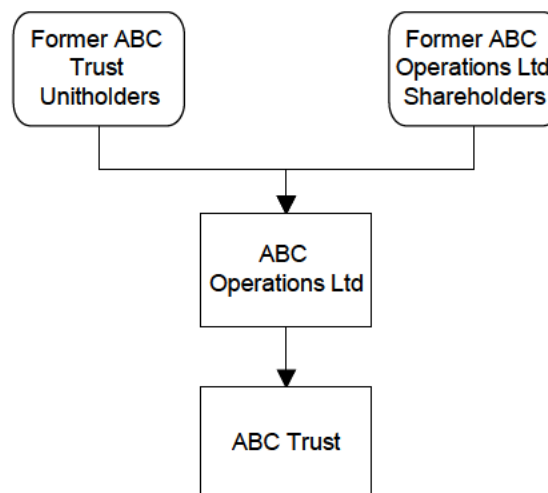 Former ABC
Trust
Unitholders
Former ABC
Operations Ltd
Shareholders
ABC
Operations Ltd
ABC Trust